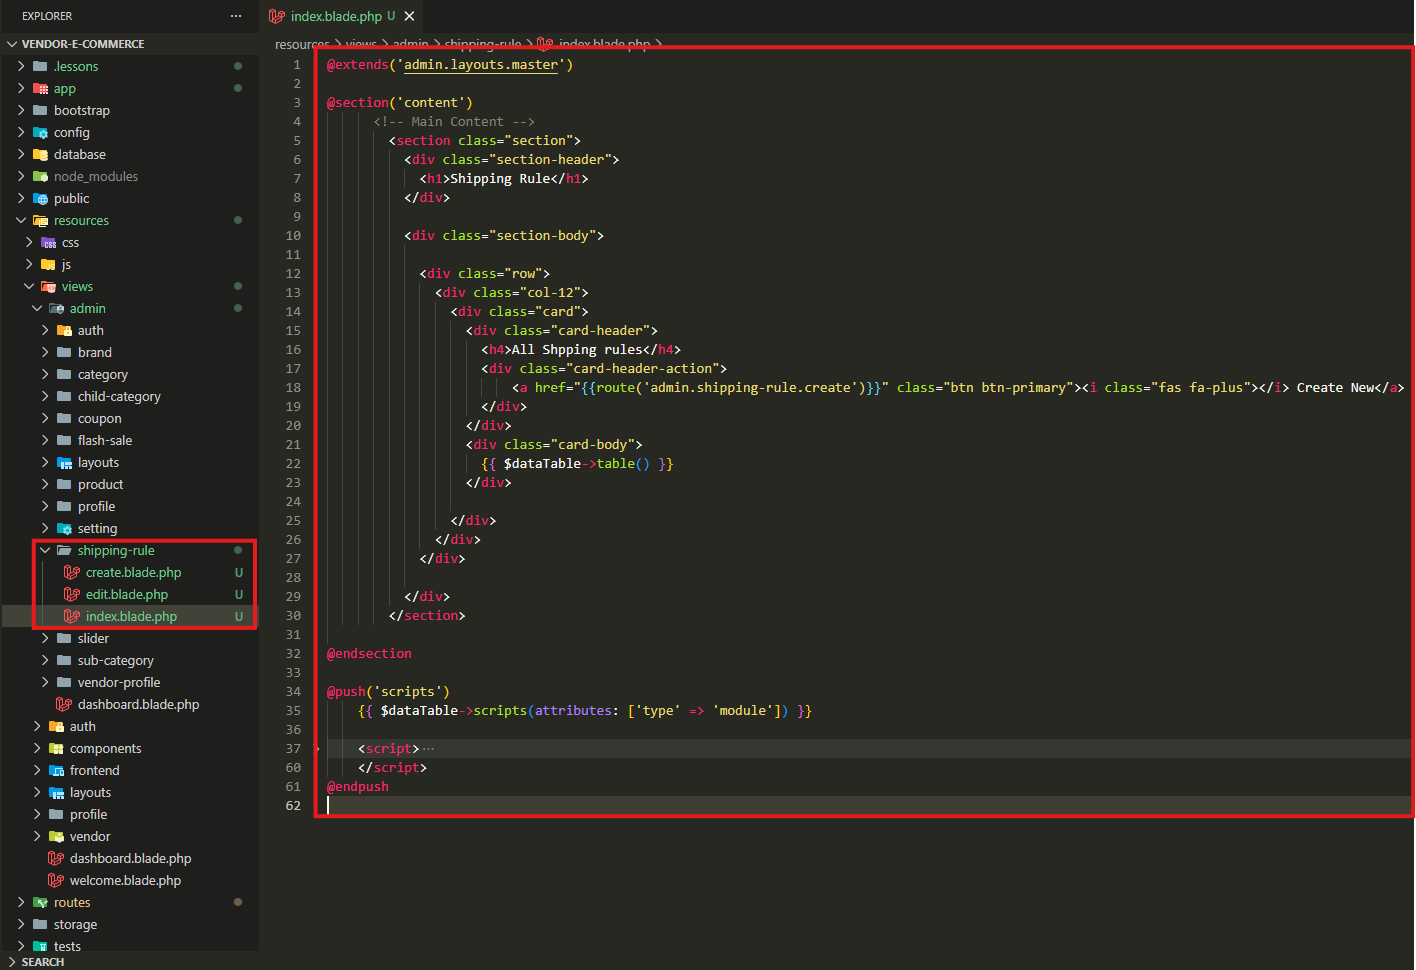 EXPLORER
···
VENDOR-E-COMMERCE
.lessons
app
bootstrap
config
database
node_modules
public
resources
css
js
views
admin
auth
brand
category
child-category
coupon
flash-sale
layouts
product
profile
setting
shipping-rule
create.blade.php U
edit.blade.php U
index.blade.php U
slider
sub-category
vendor-profile
dashboard.blade.php
auth
components
frontend
layouts
profile
vendor
dashboard.blade.php
welcome.blade.php
routes
storage
tests
SEARCH
index.blade.php U
resources > views > admin > shipping-rule > index.blade.php >
1 @extends('admin.layouts.master')
2
3 @section('content')
4 <!-- Main Content -->
5 <section class="section">
6 <div class="section-header">
7 <h1>Shipping Rule</h1>
8 </div>
9
10 <div class="section-body">
11
12 <div class="row">
13 <div class="col-12">
14 <div class="card">
15 <div class="card-header">
16 <h4>All Shpping rules</h4>
17 <div class="card-header-action">
18 <a href="{{route('admin.shipping-rule.create')}}" class="btn btn-primary"><i class="fas fa-plus"></i> Create New</a>
19 </div>
20 </div>
21 <div class="card-body">
22 {{ $dataTable->table() }}
23 </div>
24
25 </div>
26 </div>
27 </div>
28
29 </div>
30 </section>
31
32 @endsection
33
34 @push('scripts')
35 {{ $dataTable->scripts(attributes: ['type' => 'module']) }}
36
37 <script>···
60 </script>
61 @endpush
62